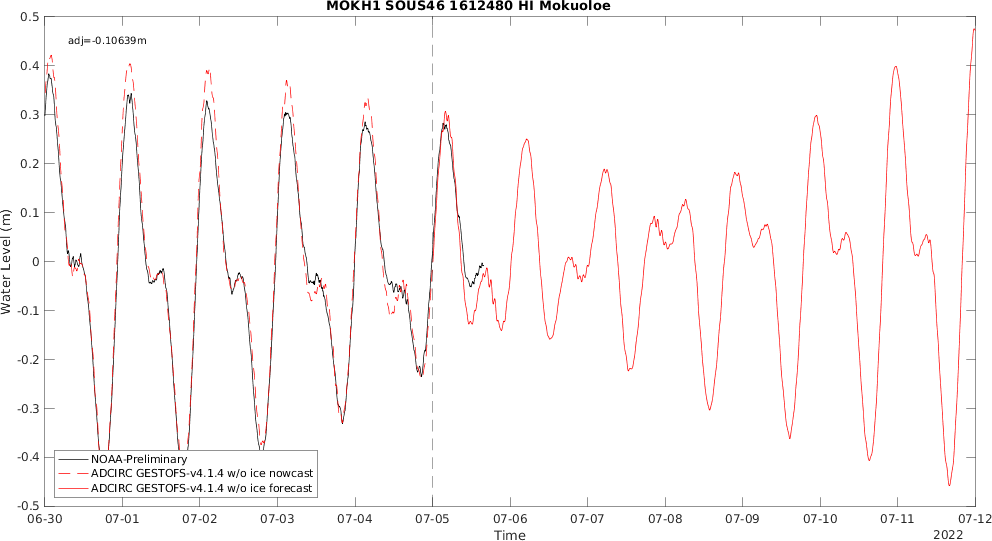 MOKH1 SOUS46 1612480 HI Mokuoloe
adj=-0.10639m
Water Level (m)
0.5
0.4
0.3
0.2
0.1
0
-0.1
-0.2
-0.3
-0.4
-0.5
NOAA-Preliminary
ADCIRC GESTOFS-v4.1.4 w/o ice nowcast
ADCIRC GESTOFS-v4.1.4 w/o ice forecast
06-30 07-01 07-02 07-03 07-04 07-05 07-06 07-07 07-08 07-09 07-10 07-11 07-12
Time
2022